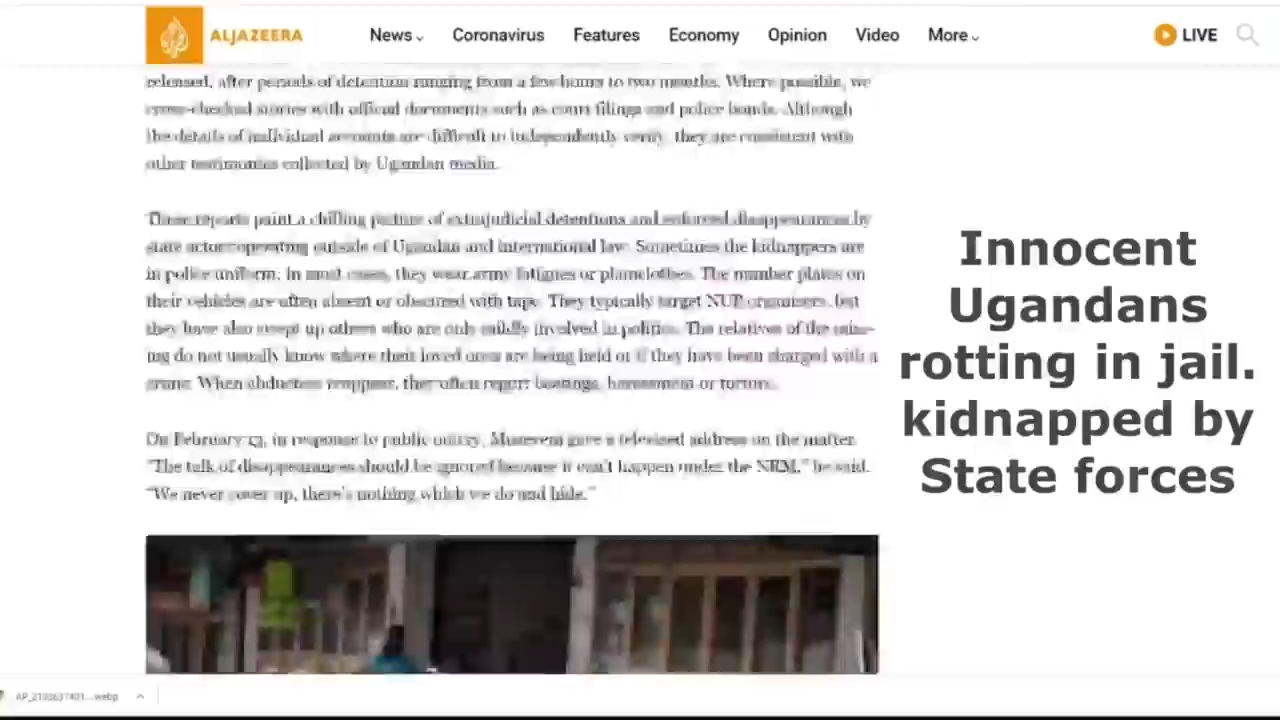 ALJAZEERA
News Coronavirus Features Economy Opinion Video More LIVE
released, after periods of detention ranging from a few hours to two months. Where possible, we
cross-checked stories with official documents such as court filings and police bonds. Although
the details of individual accounts are difficult to independently verify, they are consistent with
other testimonies collected by Ugandan media.
These reports paint a chilling picture of extrajudicial detentions and enforced disappearances by
state actors operating outside of Ugandan and international law. Sometimes the kidnappers are
in police uniform. In most cases, they wear army fatigues or plainclothes. The number plates on
their vehicles are often absent or obscured with tape. They typically target NUP organisers, but
they have also swept up others who are only mildly involved in politics. The relatives of the miss-
ing do not usually know where their loved ones are being held or if they have been charged with a
crime. When abductees reappear, they often report beatings, harassment or torture.
On February 13, in response to public outcry, Museveni gave a televised address on the matter.
"The talk of disappearances should be ignored because it can't happen under the NRM," he said.
"We never cover up, there's nothing which we do and hide."
Innocent
Ugandans
rotting in jail.
kidnapped by
State forces